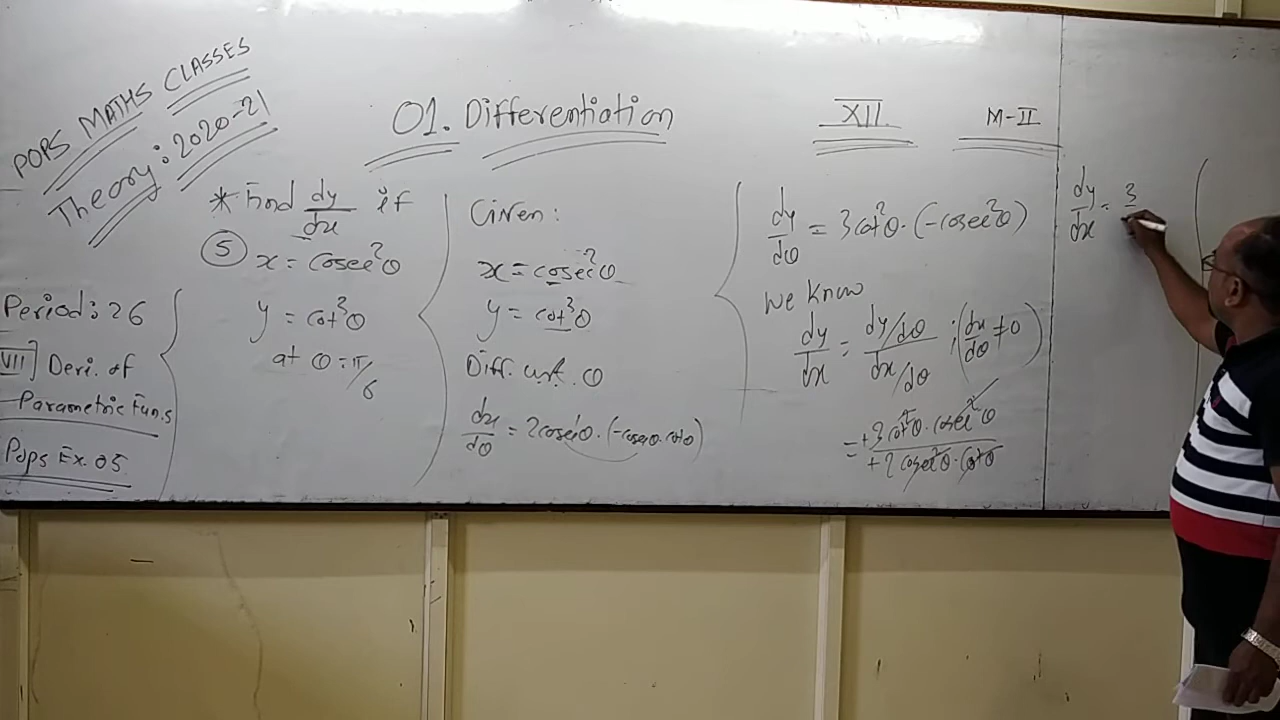 POPS MATHS CLASSES
Theory: 2020-21
01. Differentiation
XII
M-II
* Find dy/dx if
⑤ x = cosec²θ
y = cot³θ
at θ = π/6
Period: 26
VII] Deri. of
Parametric Fun.s
Pops Ex. 05
Given:
x = cosec²θ
y = cot³θ
Diff. w.r.t. θ
dx/dθ = 2cosecθ · (-cosecθ·cotθ)
dy/dθ = 3cot²θ · (-cosec²θ)
We know
dy/dx = (dy/dθ)/(dx/dθ) ; (dx/dθ ≠ 0)
= +3cot²θ · cosec²θ / +2cosec²θ · cotθ
dy/dx = 3